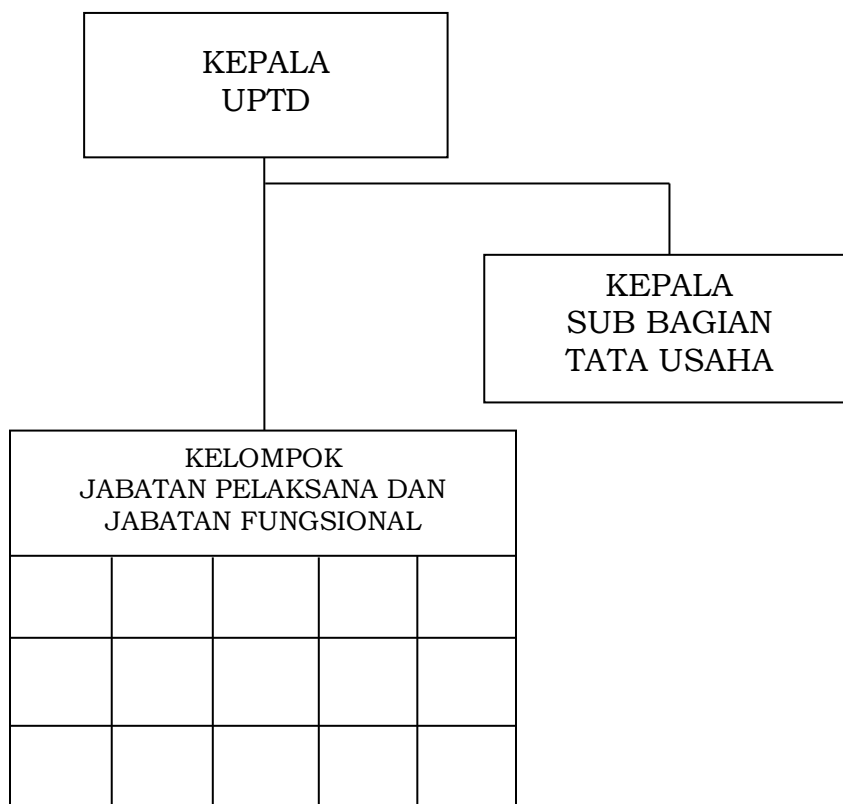 KEPALA
UPTD
KEPALA
SUB BAGIAN
TATA USAHA
KELOMPOK
JABATAN PELAKSANA DAN
JABATAN FUNGSIONAL